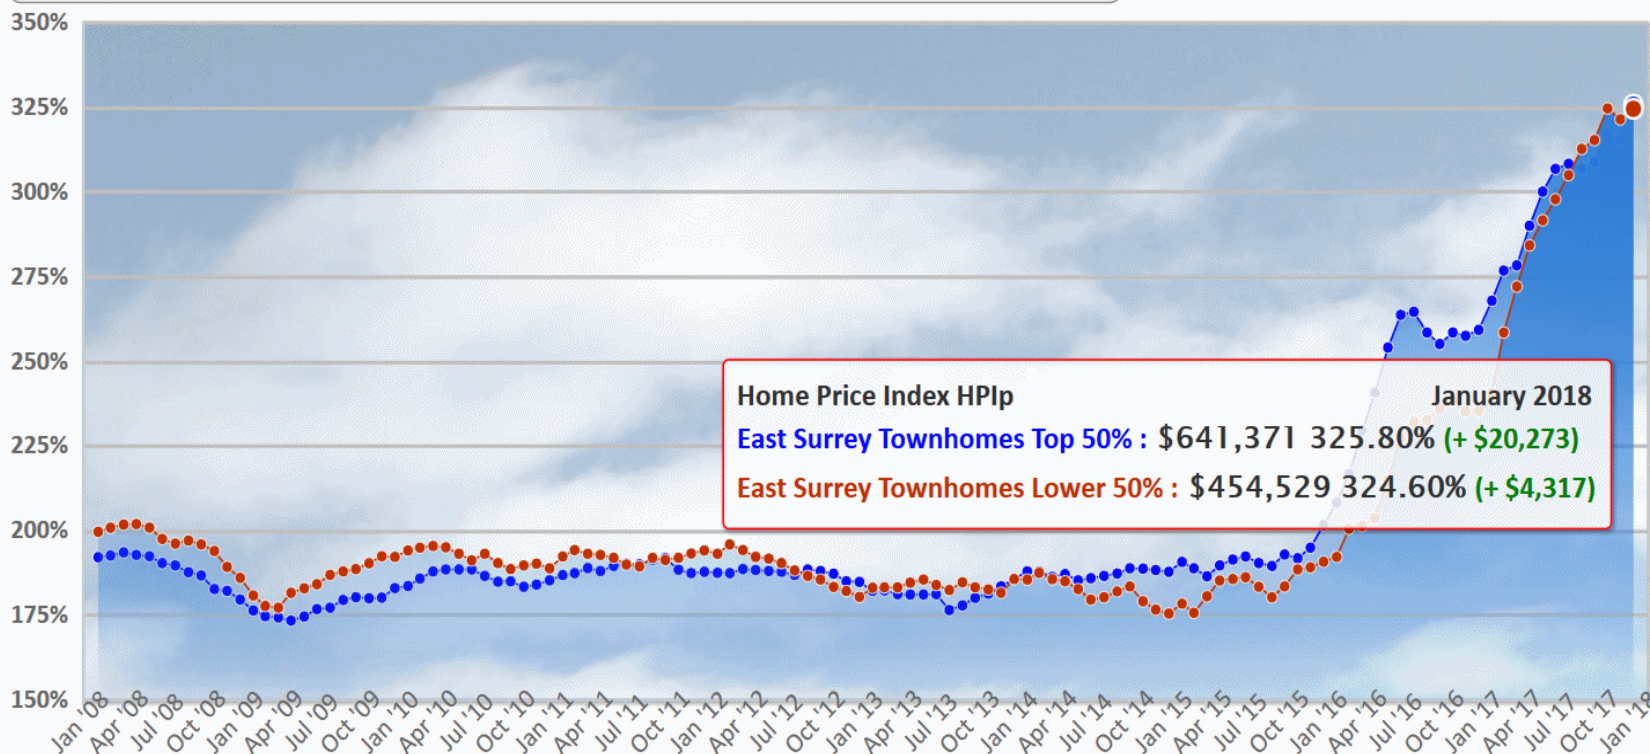 350%
325%
300%
275%
250%
225%
200%
175%
150%
Home Price Index HPIp January 2018
East Surrey Townhomes Top 50% : $641,371 325.80% (+ $20,273)
East Surrey Townhomes Lower 50% : $454,529 324.60% (+ $4,317)
Jan '08 Apr '08 Jul '08 Oct '08 Jan '09 Apr '09 Jul '09 Oct '09 Jan '10 Apr '10 Jul '10 Oct '10 Jan '11 Apr '11 Jul '11 Oct '11 Jan '12 Apr '12 Jul '12 Oct '12 Jan '13 Apr '13 Jul '13 Oct '13 Jan '14 Apr '14 Jul '14 Oct '14 Jan '15 Apr '15 Jul '15 Oct '15 Jan '16 Apr '16 Jul '16 Oct '16 Jan '17 Apr '17 Jul '17 Oct '17 Jan '18